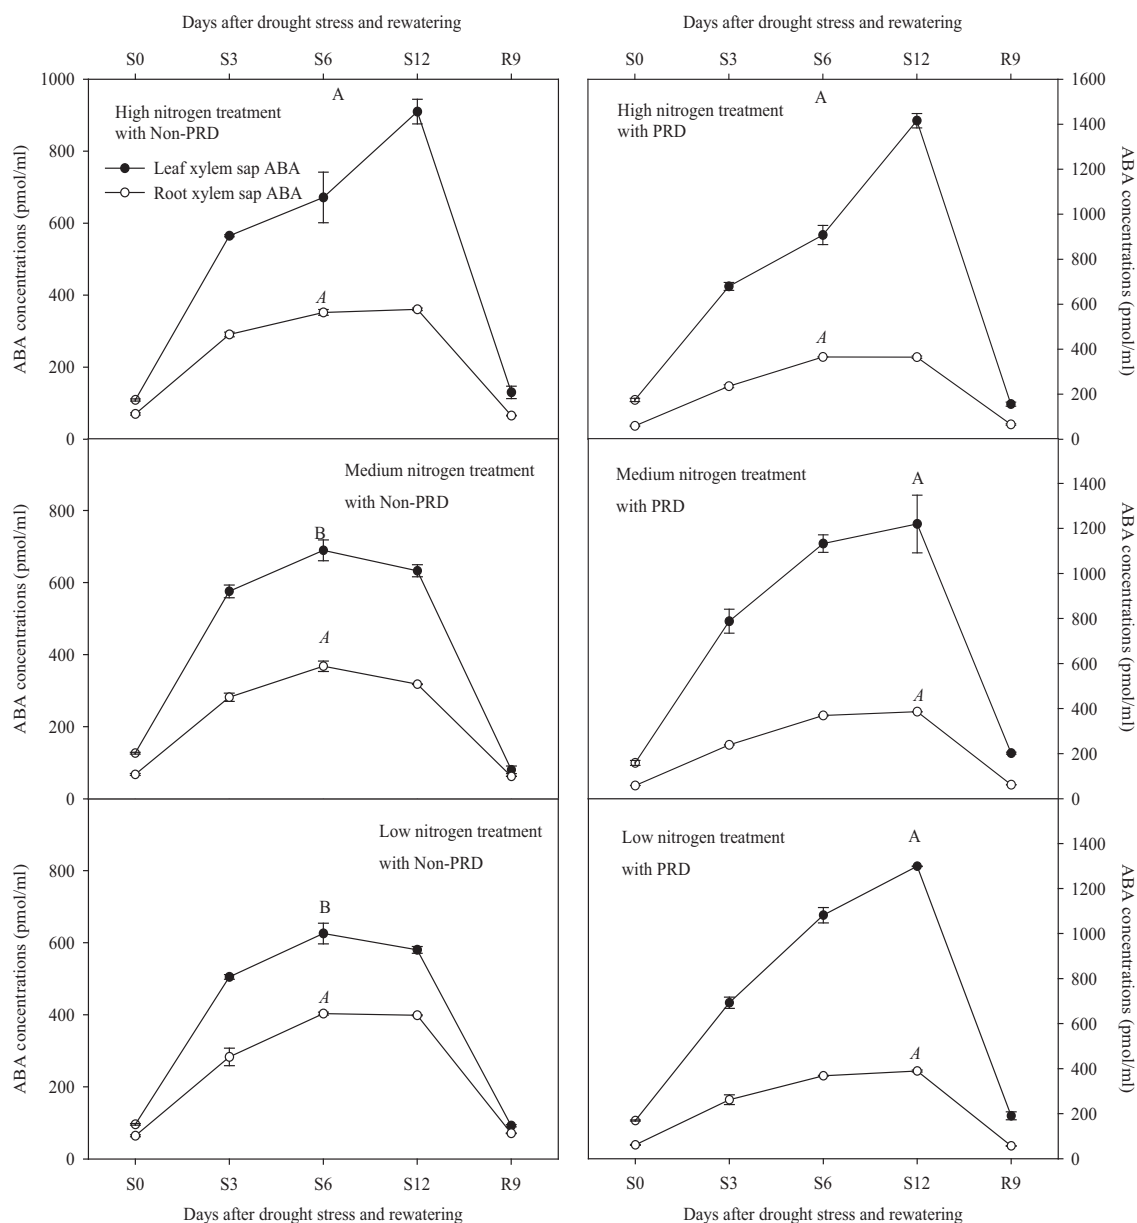 Days after drought stress and rewatering
Days after drought stress and rewatering
S0 S3 S6 S12 R9
S0 S3 S6 S12 R9
1000
800
600
400
200
0
ABA concentrations (pmol/ml)
High nitrogen treatment
with Non-PRD
A
Leaf xylem sap ABA
Root xylem sap ABA
A
High nitrogen treatment
with PRD
A
A
1600
1400
1200
1000
800
600
400
200
0
ABA concentrations (pmol/ml)
800
600
400
200
0
ABA concentrations (pmol/ml)
Medium nitrogen treatment
with Non-PRD
B
A
Medium nitrogen treatment
with PRD
A
A
1400
1200
1000
800
600
400
200
0
ABA concentrations (pmol/ml)
800
600
400
200
0
ABA concentrations (pmol/ml)
Low nitrogen treatment
with Non-PRD
B
A
Low nitrogen treatment
with PRD
A
A
1400
1200
1000
800
600
400
200
0
ABA concentrations (pmol/ml)
S0 S3 S6 S12 R9
S0 S3 S6 S12 R9
Days after drought stress and rewatering
Days after drought stress and rewatering